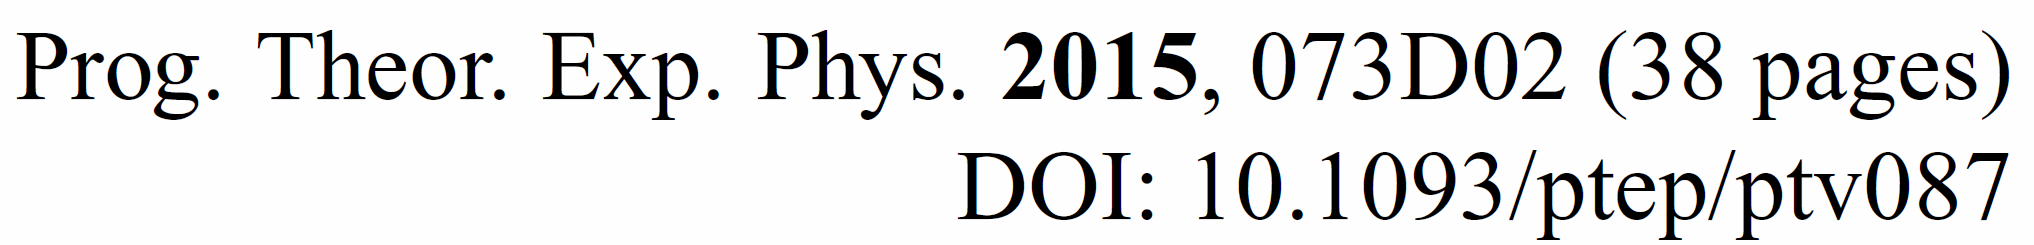 Prog. Theor. Exp. Phys. 2015, 073D02 (38 pages)
DOI: 10.1093/ptep/ptv087